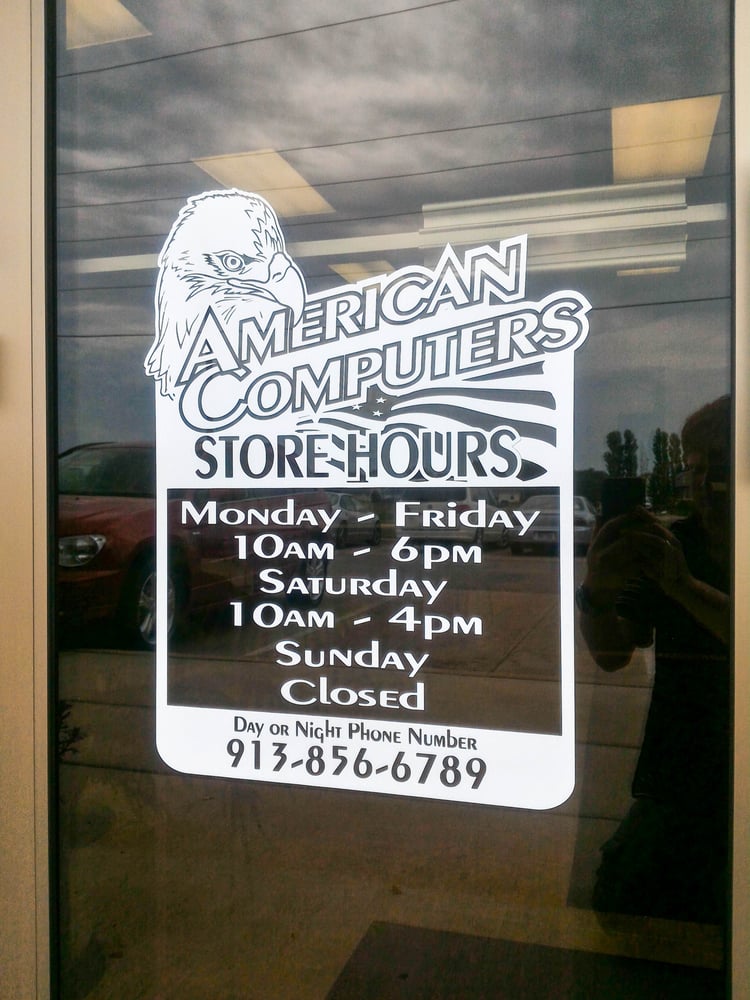 AMERICAN
COMPUTERS
STORE HOURS
Monday - Friday
10am - 6pm
Saturday
10am - 4pm
Sunday
Closed
Day or Night Phone Number
913-856-6789